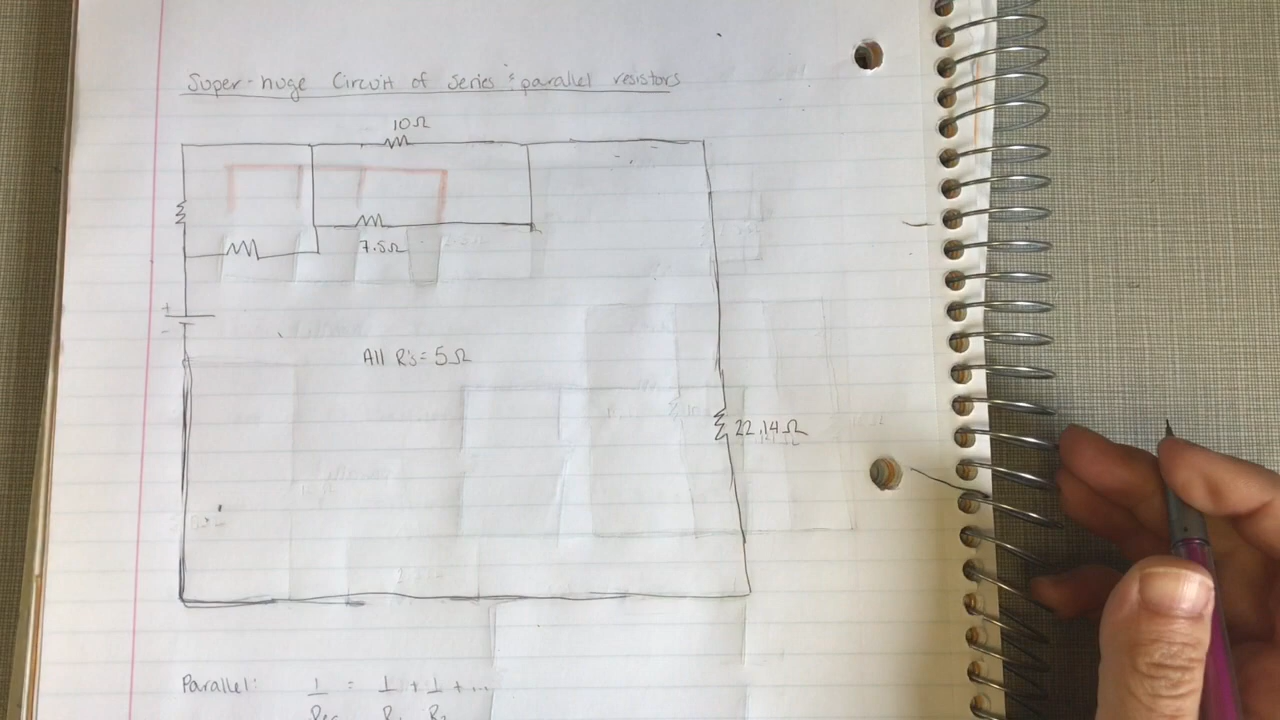 Super-huge Circuit of Series & parallel resistors
10Ω
7.5Ω
+
-
All R's = 5Ω
22.14Ω
Parallel: 1 = 1 + 1 + ...
R₁ R₂